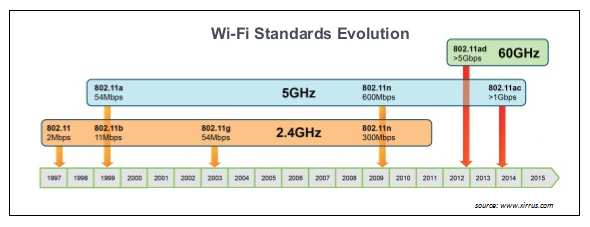 Wi-Fi Standards Evolution
802.11ad
>5Gbps
60GHz
802.11a
54Mbps
5GHz
802.11n
600Mbps
802.11ac
>1Gbps
802.11
2Mbps
802.11b
11Mbps
802.11g
54Mbps
2.4GHz
802.11n
300Mbps
1997 1998 1999 2000 2001 2002 2003 2004 2005 2006 2007 2008 2009 2010 2011 2012 2013 2014 2015
source: www.xirrus.com